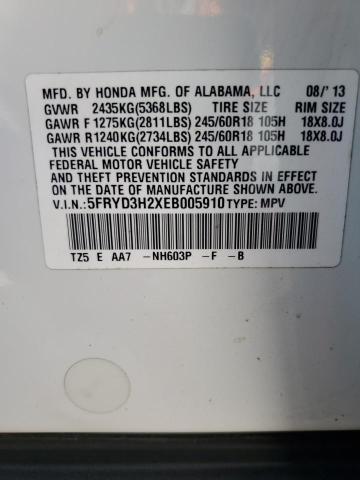 MFD. BY HONDA MFG. OF ALABAMA, LLC 08/'13
GVWR 2435KG(5368LBS) TIRE SIZE RIM SIZE
GAWR F 1275KG(2811LBS) 245/60R18 105H 18X8.0J
GAWR R1240KG(2734LBS) 245/60R18 105H 18X8.0J
THIS VEHICLE CONFORMS TO ALL APPLICABLE
FEDERAL MOTOR VEHICLE SAFETY
AND THEFT PREVENTION STANDARDS IN EFFECT
ON THE DATE OF MANUFACTURE SHOWN ABOVE.
V.I.N.: 5FRYD3H2XEB005910 TYPE: MPV
TZ5 E AA7 -NH603P -F -B